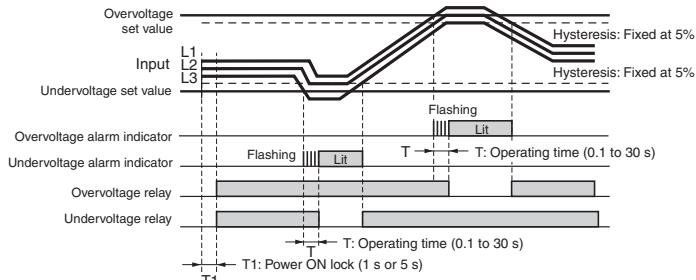 Overvoltage
set value
Hysteresis: Fixed at 5%
L1
Input L2
L3
Hysteresis: Fixed at 5%
Undervoltage set value
Flashing
Overvoltage alarm indicator
Lit
T T: Operating time (0.1 to 30 s)
Flashing
Lit
Undervoltage alarm indicator
Overvoltage relay
Undervoltage relay
T T: Operating time (0.1 to 30 s)
T1: Power ON lock (1 s or 5 s)
T1